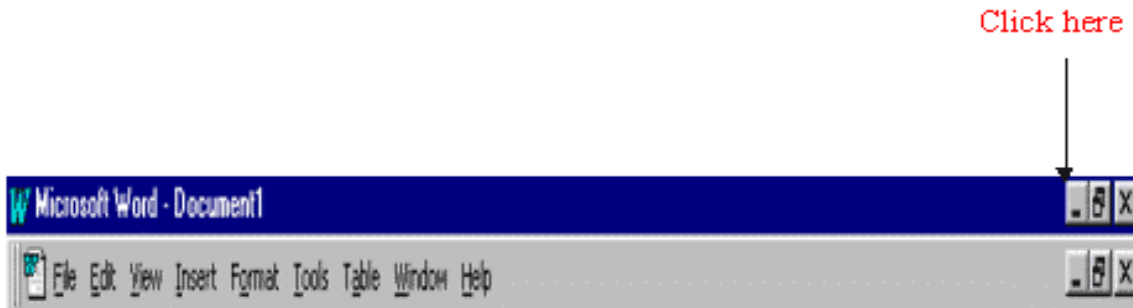 Click here
Microsoft Word - Document1
File Edit View Insert Format Tools Table Window Help